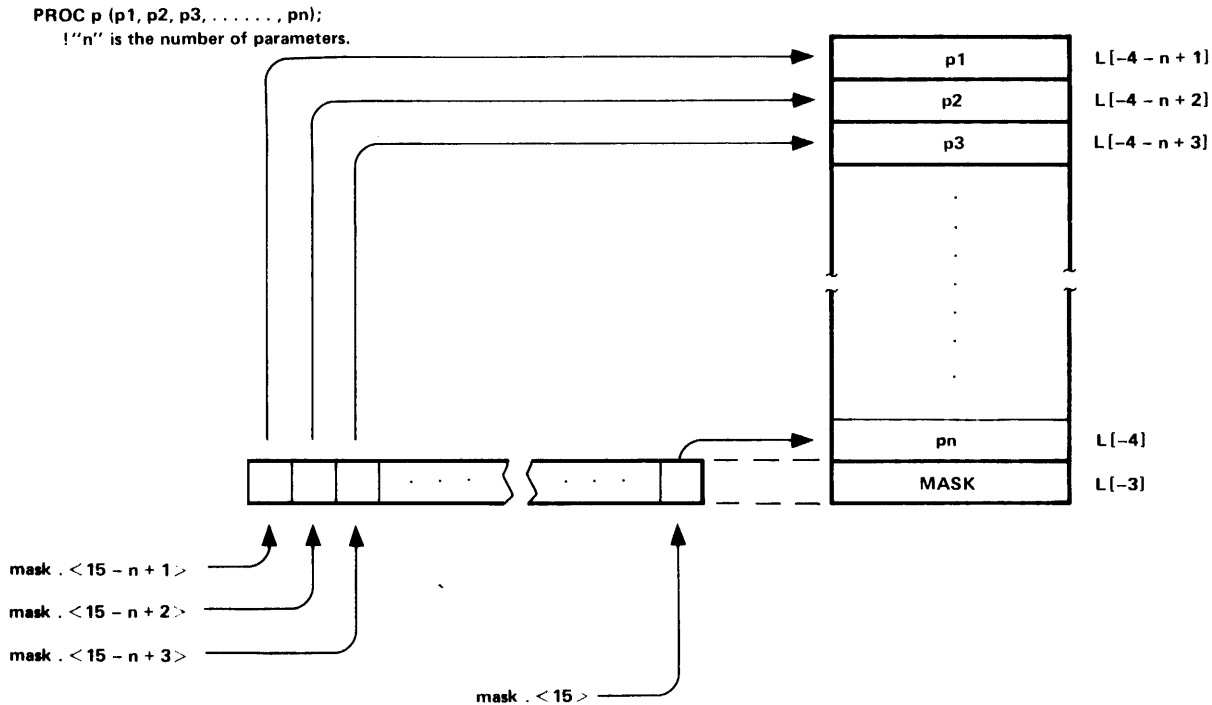 PROC p (p1, p2, p3, . . . . . . , pn);
!"n" is the number of parameters.
p1 L [-4 - n + 1]
p2 L [-4 - n + 2]
p3 L [-4 - n + 3]
pn L [-4]
MASK L [-3]
mask . <15 - n + 1>
mask . <15 - n + 2>
mask . <15 - n + 3>
mask . <15>